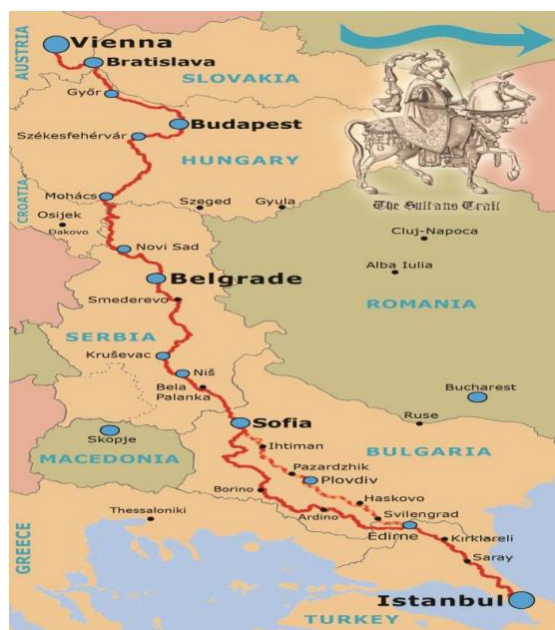 AUSTRIA
Vienna
Bratislava
SLOVAKIA
Győr
Budapest
Székesfehérvár
HUNGARY
The Sultans Trail
CROATIA
Mohács
Szeged
Gyula
Osijek
Đakovo
Cluj-Napoca
Novi Sad
Alba Iulia
Belgrade
Smederevo
ROMANIA
SERBIA
Kruševac
Niš
Bela
Palanka
Bucharest
Sofia
Ruse
Skopje
Ihtiman
BULGARIA
MACEDONIA
Pazardzhik
Plovdiv
Borino
Haskovo
Thessaloniki
Ardino
Svilengrad
GREECE
Edirne
Kırklareli
Saray
Istanbul
TURKEY